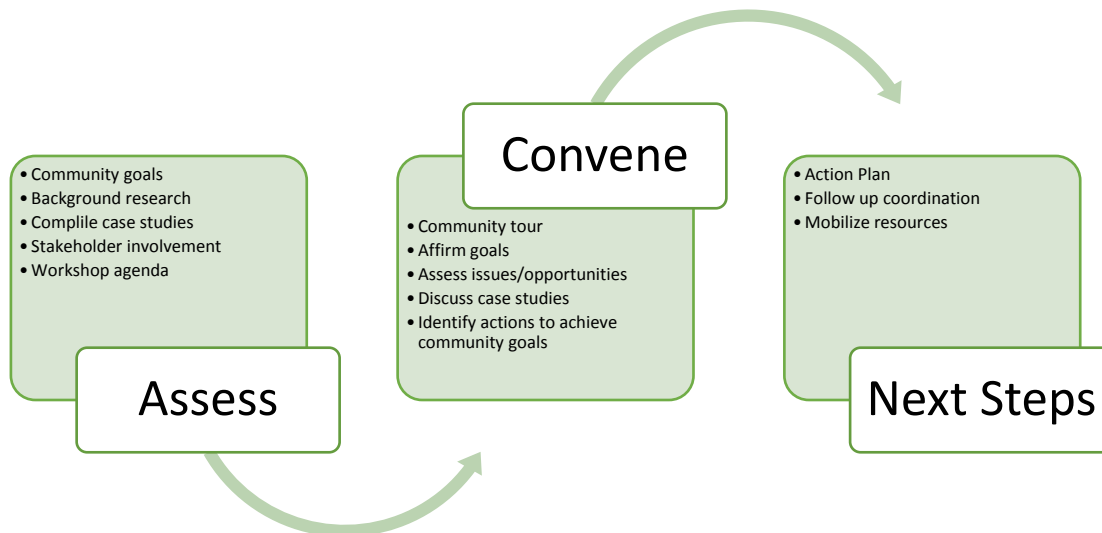 • Community goals
• Background research
• Complile case studies
• Stakeholder involvement
• Workshop agenda
Assess
Convene
• Community tour
• Affirm goals
• Assess issues/opportunities
• Discuss case studies
• Identify actions to achieve
community goals
• Action Plan
• Follow up coordination
• Mobilize resources
Next Steps